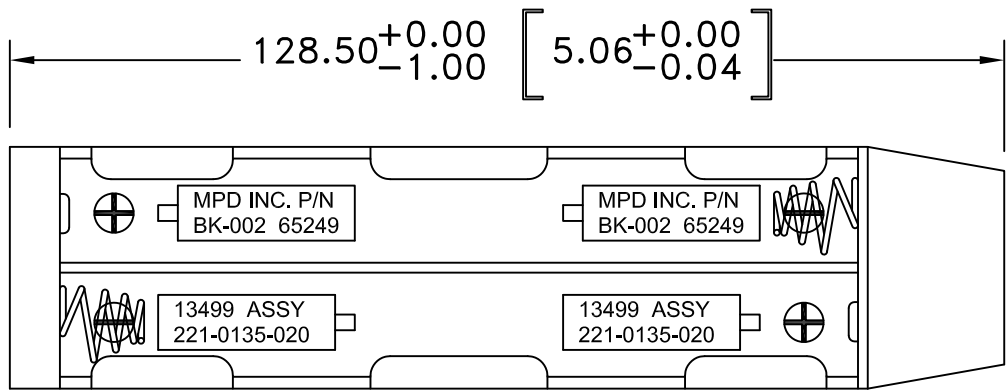 128.50+0.00-1.00 [5.06+0.00-0.04]
MPD INC. P/N
BK-002 65249
MPD INC. P/N
BK-002 65249
13499 ASSY
221-0135-020
13499 ASSY
221-0135-020